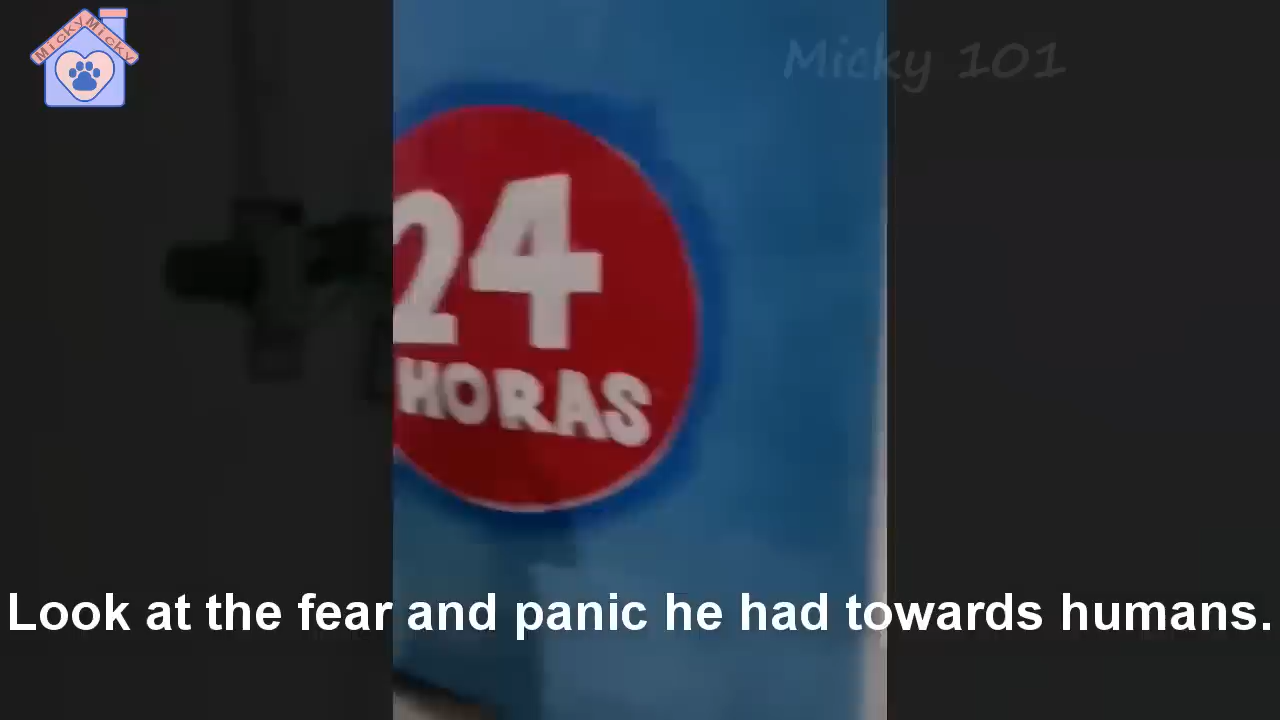 MickyMicky
Micky 101
24
HORAS
Look at the fear and panic he had towards humans.